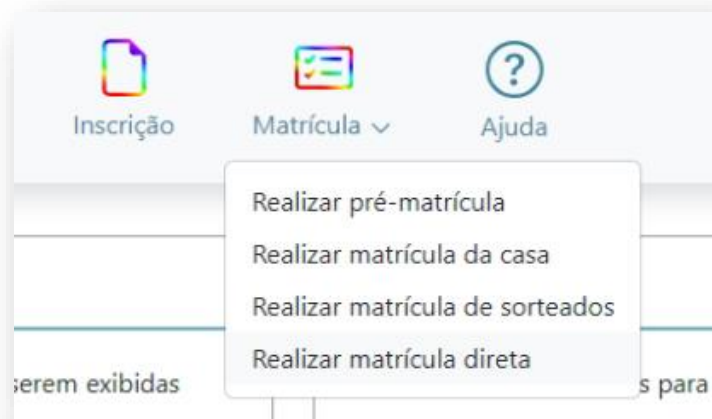 Inscrição
Matrícula
Ajuda
Realizar pré-matrícula
Realizar matrícula da casa
Realizar matrícula de sorteados
Realizar matrícula direta
serem exibidas
s para